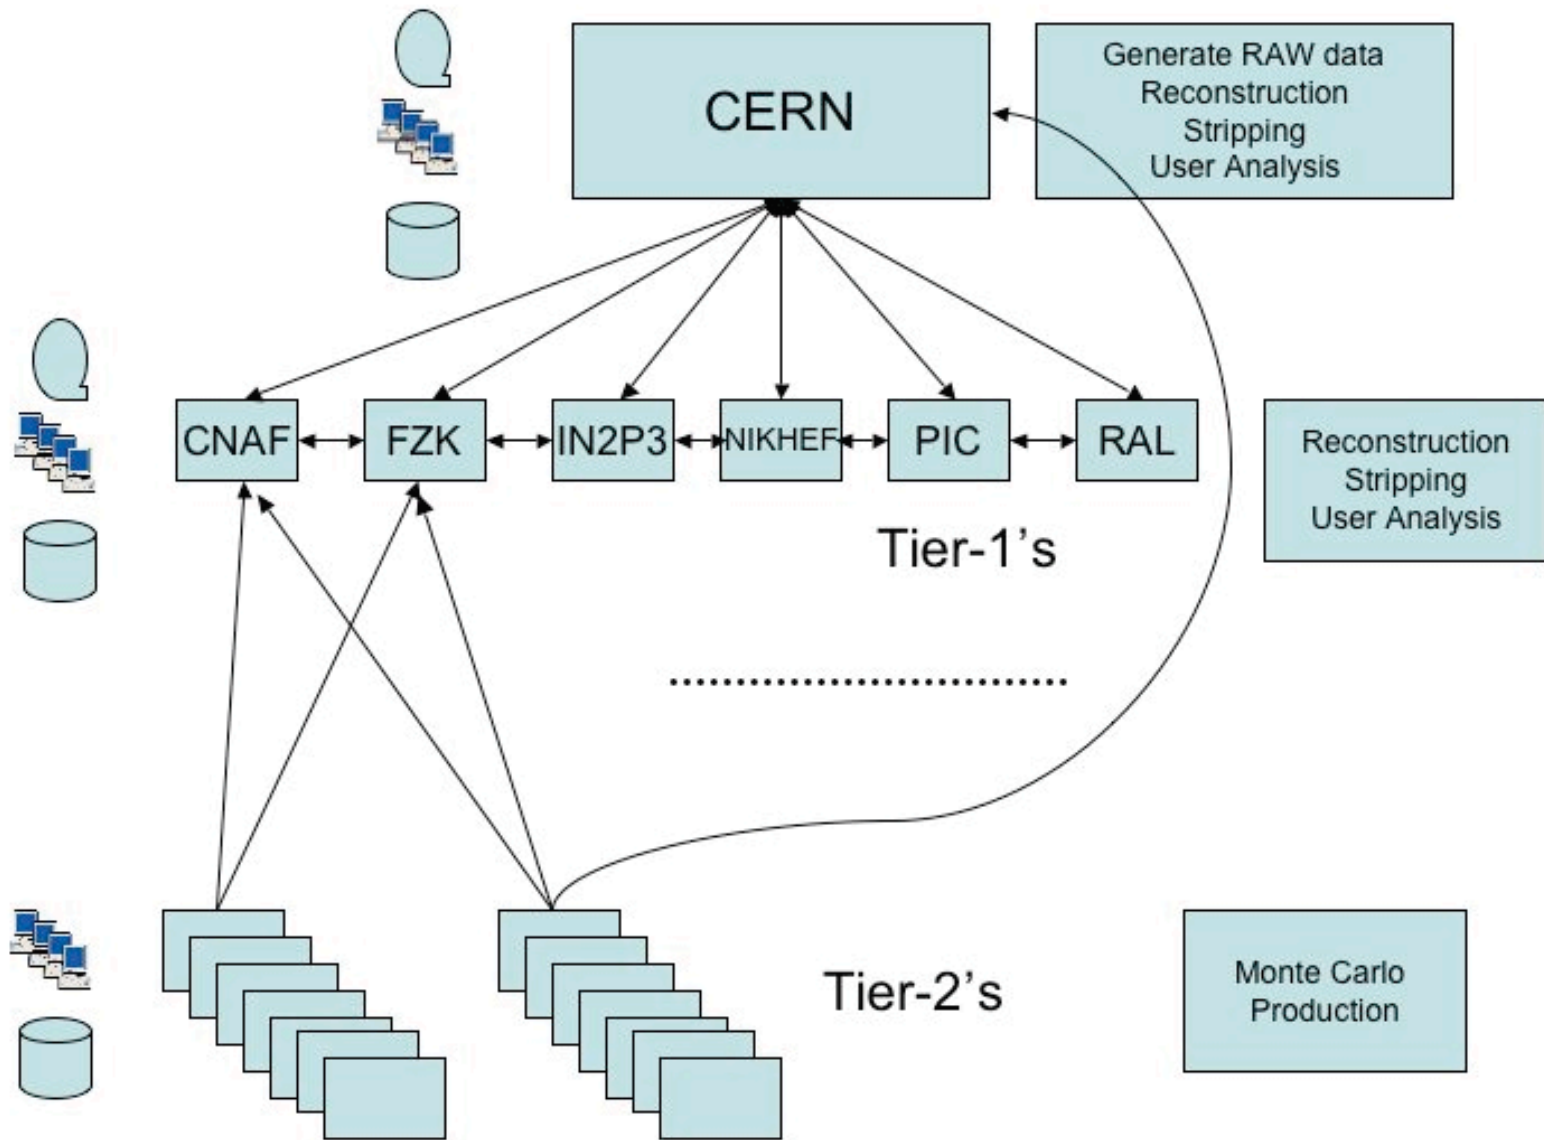 CERN
Generate RAW data
Reconstruction
Stripping
User Analysis
CNAF
FZK
IN2P3
NIKHEF
PIC
RAL
Reconstruction
Stripping
User Analysis
Tier-1's
Tier-2's
Monte Carlo
Production